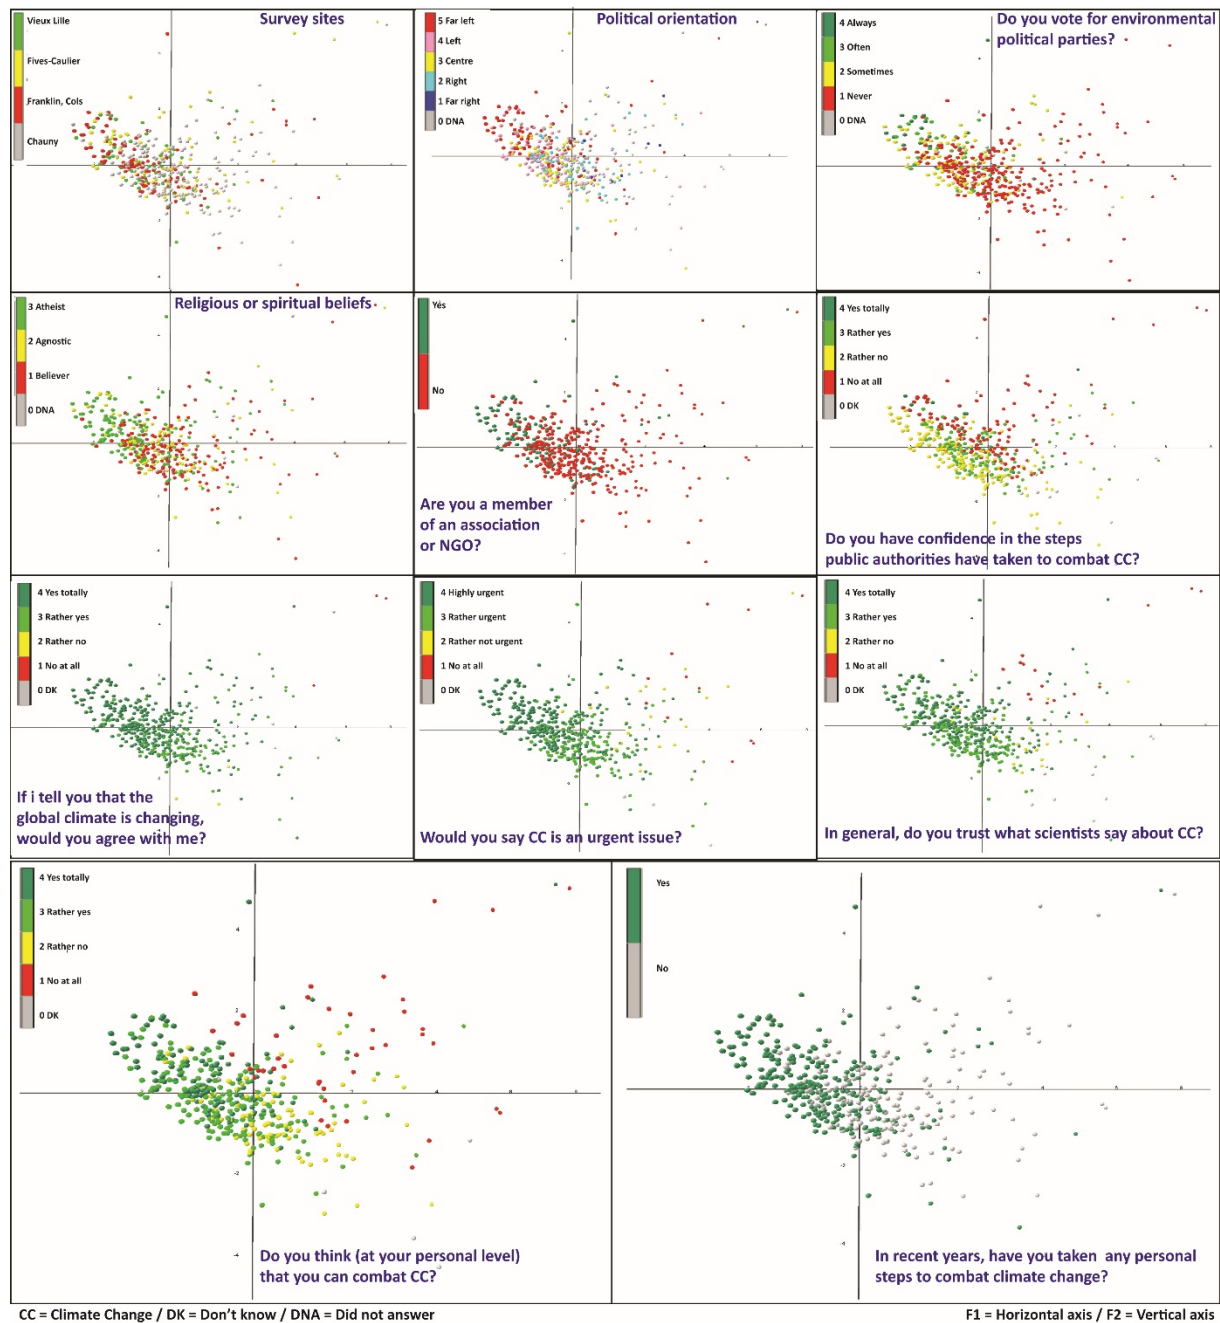 Survey sites
Vieux Lille
Fives-Caulier
Franklin, Cols
Chauny
Political orientation
5 Far left
4 Left
3 Centre
2 Right
1 Far right
0 DNA
Do you vote for environmental
political parties?
4 Always
3 Often
2 Sometimes
1 Never
0 DNA
Religious or spiritual beliefs
3 Atheist
2 Agnostic
1 Believer
0 DNA
Yes
No
Are you a member
of an association
or NGO?
4 Yes totally
3 Rather yes
2 Rather no
1 No at all
0 DK
Do you have confidence in the steps
public authorities have taken to combat CC?
4 Yes totally
3 Rather yes
2 Rather no
1 No at all
0 DK
If i tell you that the
global climate is changing,
would you agree with me?
4 Highly urgent
3 Rather urgent
2 Rather not urgent
1 No at all
0 DK
Would you say CC is an urgent issue?
4 Yes totally
3 Rather yes
2 Rather no
1 No at all
0 DK
In general, do you trust what scientists say about CC?
4 Yes totally
3 Rather yes
2 Rather no
1 No at all
0 DK
4
2
2
-2
-4
Do you think (at your personal level)
that you can combat CC?
Yes
No
4
2
2
-2
In recent years, have you taken any personal
steps to combat climate change?
CC = Climate Change / DK = Don't know / DNA = Did not answer
F1 = Horizontal axis / F2 = Vertical axis